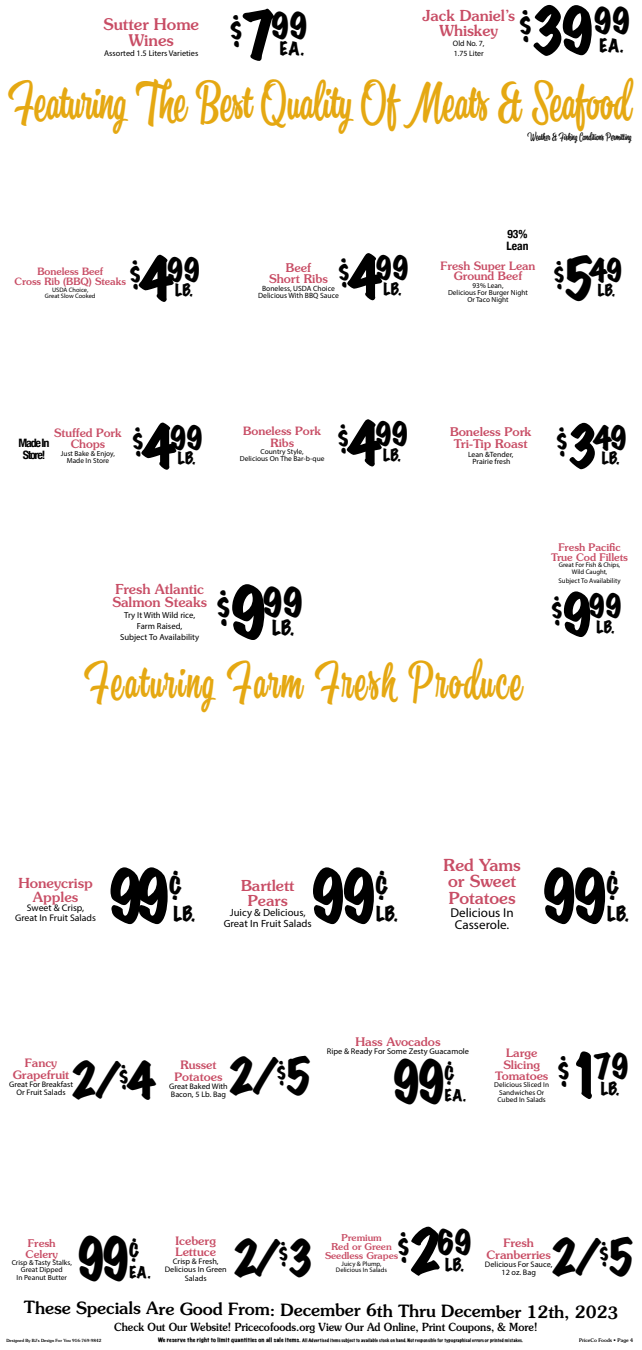 Sutter Home
Wines
Assorted 1.5 Liters Varieties
$7.99
EA.
Jack Daniel's
Whiskey
Old No. 7,
1.75 Liter
$39.99
EA.
Featuring The Best Quality Of Meats & Seafood
Weather & Fishing Conditions Permitting
Boneless Beef
Cross Rib (BBQ) Steaks
USDA Choice,
Great Slow Cooked
$4.99
LB.
Beef
Short Ribs
Boneless, USDA Choice
Delicious With BBQ Sauce
$4.99
LB.
93%
Lean
Fresh Super Lean
Ground Beef
93% Lean,
Delicious For Burger Night
Or Taco Night
$5.49
LB.
Made In
Store!
Stuffed Pork
Chops
Just Bake & Enjoy,
Made In Store
$4.99
LB.
Boneless Pork
Ribs
Country Style,
Delicious On The Bar-b-que
$4.99
LB.
Boneless Pork
Tri-Tip Roast
Lean &Tender,
Prairie fresh
$3.49
LB.
Fresh Atlantic
Salmon Steaks
Try It With Wild rice,
Farm Raised,
Subject To Availability
$9.99
LB.
Fresh Pacific
True Cod Fillets
Great For Fish & Chips,
Wild Caught,
Subject To Availability
$9.99
LB.
Featuring Farm Fresh Produce
Honeycrisp
Apples
Sweet & Crisp,
Great In Fruit Salads
99¢
LB.
Bartlett
Pears
Juicy & Delicious,
Great In Fruit Salads
99¢
LB.
Red Yams
or Sweet
Potatoes
Delicious In
Casserole.
99¢
LB.
Fancy
Grapefruit
Great For Breakfast
Or Fruit Salads
2/$4
Russet
Potatoes
Great Baked With
Bacon, 5 Lb. Bag
2/$5
Hass Avocados
Ripe & Ready For Some Zesty Guacamole
99¢
EA.
Large
Slicing
Tomatoes
Delicious Sliced In
Sandwiches Or
Cubed In Salads
$1.79
LB.
Fresh
Celery
Crisp & Tasty Stalks,
Great Dipped
In Peanut Butter
99¢
EA.
Iceberg
Lettuce
Crisp & Fresh,
Delicious In Green
Salads
2/$3
Premium
Red or Green
Seedless Grapes
Juicy & Plump,
Delicious In Salads
$2.69
LB.
Fresh
Cranberries
Delicious For Sauce,
12 oz. Bag
2/$5
These Specials Are Good From: December 6th Thru December 12th, 2023
Check Out Our Website! Pricecofoods.org View Our Ad Online, Print Coupons, & More!
Designed By BJ's Design For You 916-769-9842
We reserve the right to limit quantities on all sale items. All Advertised items subject to available stock on hand. Not responsible for typographical errors or printed mistakes.
PriceCo Foods • Page 4